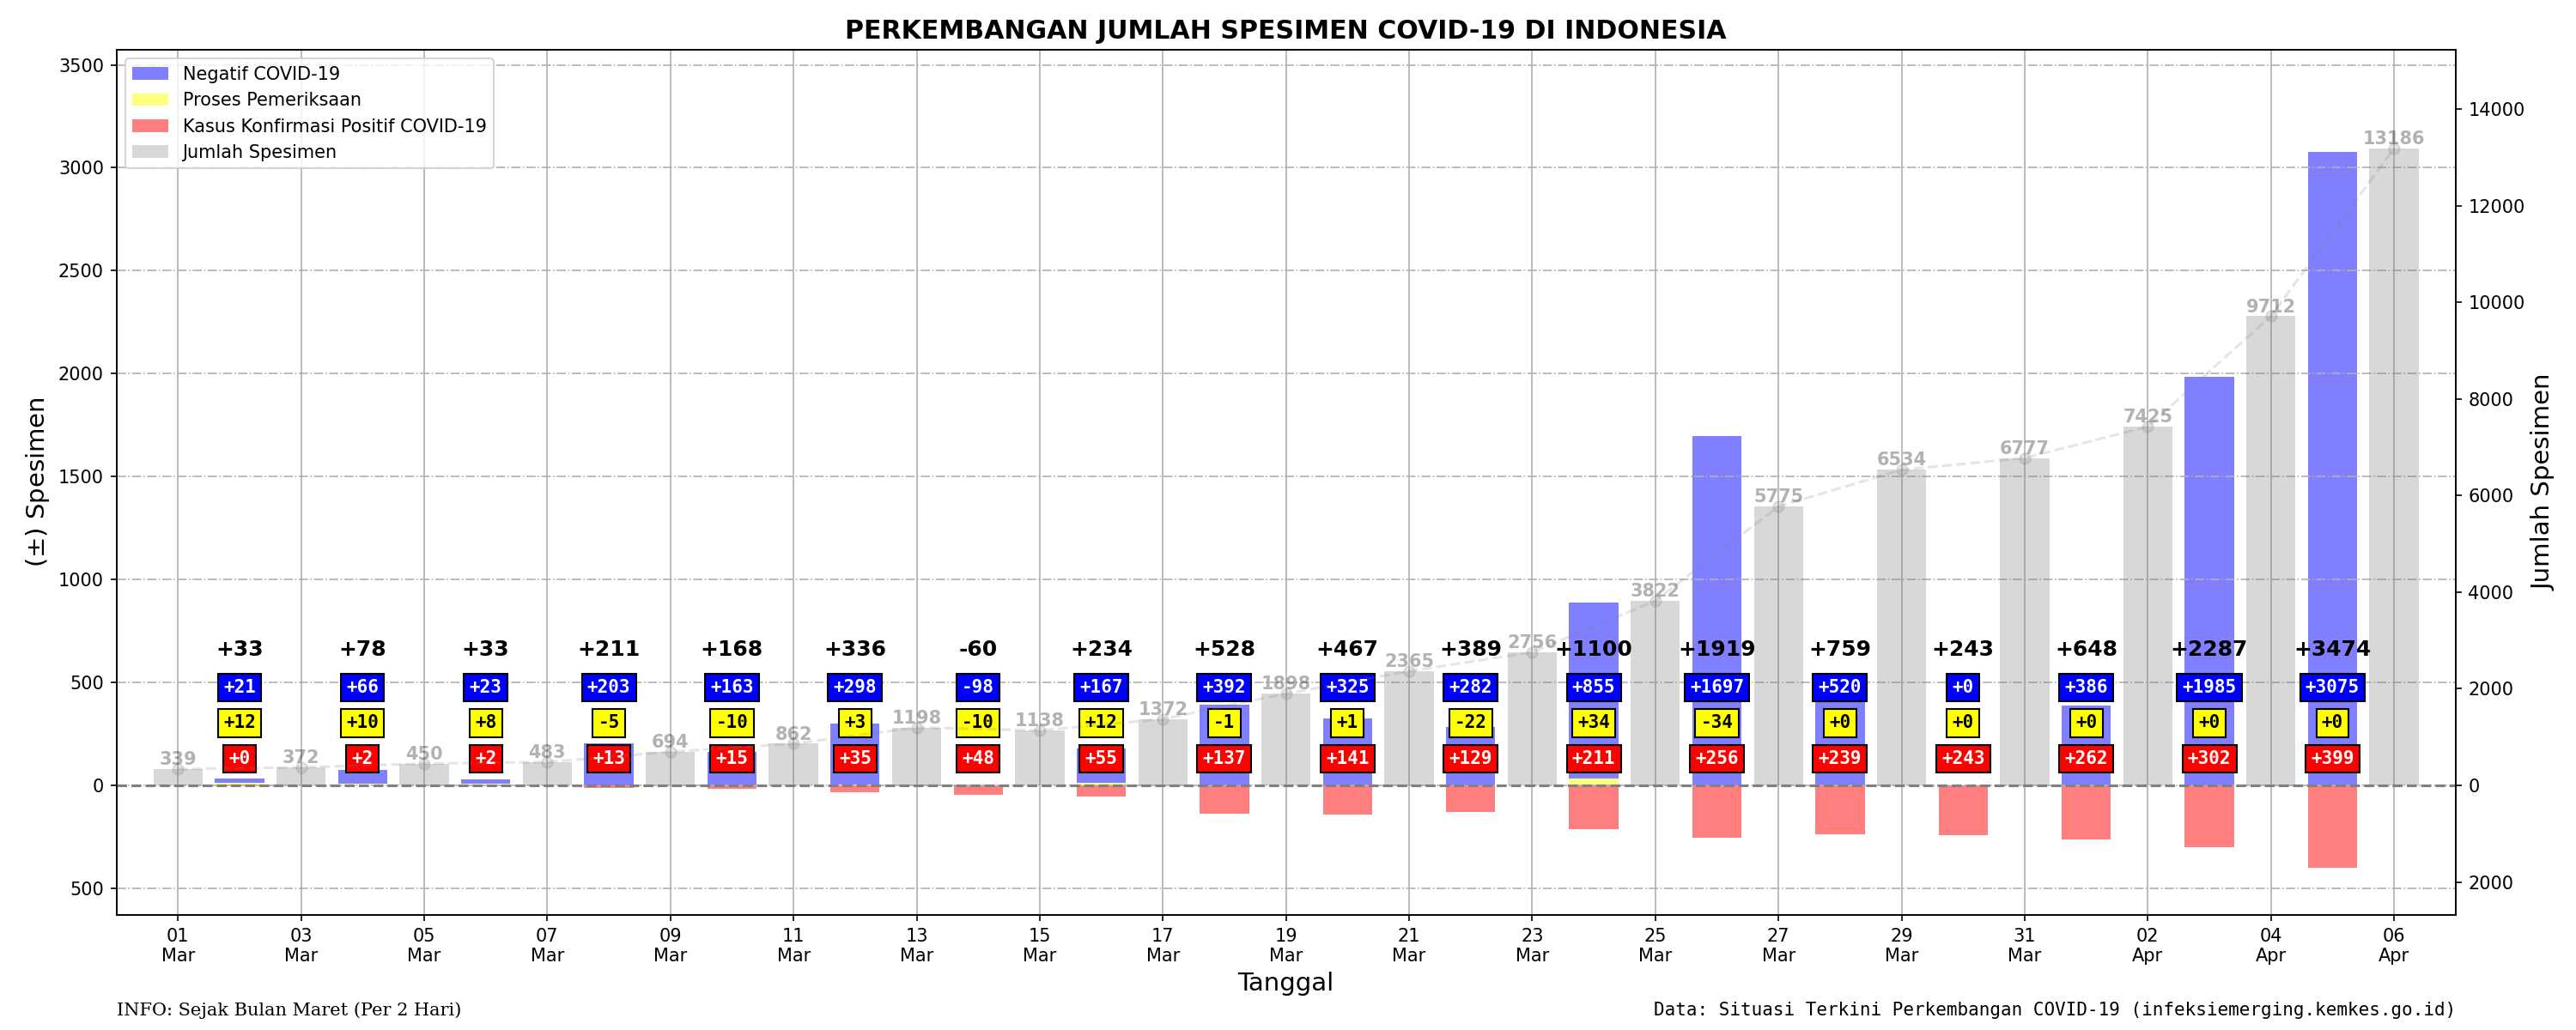 PERKEMBANGAN JUMLAH SPESIMEN COVID-19 DI INDONESIA
Negatif COVID-19
Proses Pemeriksaan
Kasus Konfirmasi Positif COVID-19
Jumlah Spesimen
(±) Spesimen
3500
3000
2500
2000
1500
1000
500
0
500
Jumlah Spesimen
14000
12000
10000
8000
6000
4000
2000
0
2000
339 372 450 483 694 862 1198 1138 1372 1898 2365 2756 3822 5775 6534 6777 7425 9712 13186
+33 +78 +33 +211 +168 +336 -60 +234 +528 +467 +389 +1100 +1919 +759 +243 +648 +2287 +3474
+21 +66 +23 +203 +163 +298 -98 +167 +392 +325 +282 +855 +1697 +520 +0 +386 +1985 +3075
+12 +10 +8 -5 -10 +3 -10 +12 -1 +1 -22 +34 -34 +0 +0 +0 +0 +0
+0 +2 +2 +13 +15 +35 +48 +55 +137 +141 +129 +211 +256 +239 +243 +262 +302 +399
01 03 05 07 09 11 13 15 17 19 21 23 25 27 29 31 02 04 06
Mar Mar Mar Mar Mar Mar Mar Mar Mar Mar Mar Mar Mar Mar Mar Mar Apr Apr Apr
Tanggal
INFO: Sejak Bulan Maret (Per 2 Hari)
Data: Situasi Terkini Perkembangan COVID-19 (infeksiemerging.kemkes.go.id)